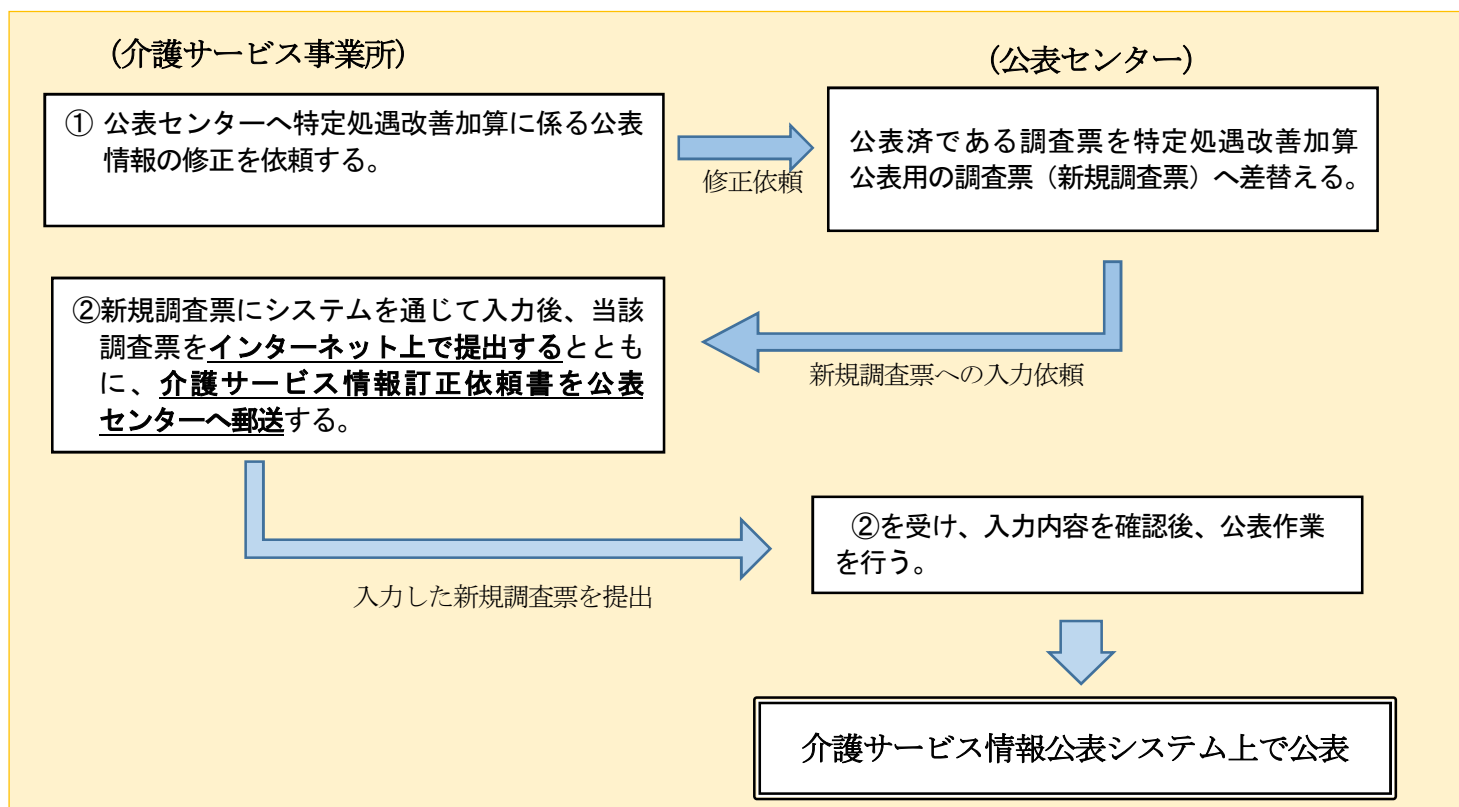 (介護サービス事業所)
(公表センター)
① 公表センターへ特定処遇改善加算に係る公表
情報の修正を依頼する。
修正依頼
公表済である調査票を特定処遇改善加算
公表用の調査票（新規調査票）へ差替える。
②新規調査票にシステムを通じて入力後、当該
調査票をインターネット上で提出するととも
に、介護サービス情報訂正依頼書を公表
センターへ郵送する。
新規調査票への入力依頼
②を受け、入力内容を確認後、公表作業
を行う。
入力した新規調査票を提出
介護サービス情報公表システム上で公表